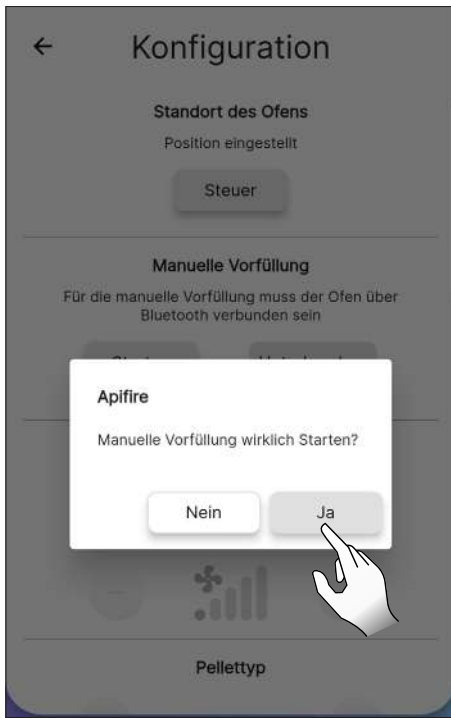 Konfiguration
Standort des Ofens
Position eingestellt
Steuer
Manuelle Vorfüllung
Für die manuelle Vorfüllung muss der Ofen über
Bluetooth verbunden sein
Apifire
Manuelle Vorfüllung wirklich Starten?
Nein
Ja
Pellettyp